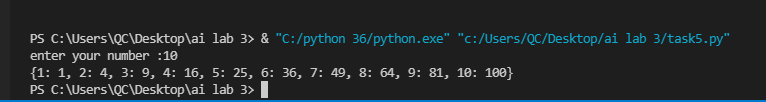 PS C:\Users\QC\Desktop\ai lab 3> & "C:/python 36/python.exe" "c:/Users/QC/Desktop/ai lab 3/task5.py"
enter your number :10
{1: 1, 2: 4, 3: 9, 4: 16, 5: 25, 6: 36, 7: 49, 8: 64, 9: 81, 10: 100}
PS C:\Users\QC\Desktop\ai lab 3>